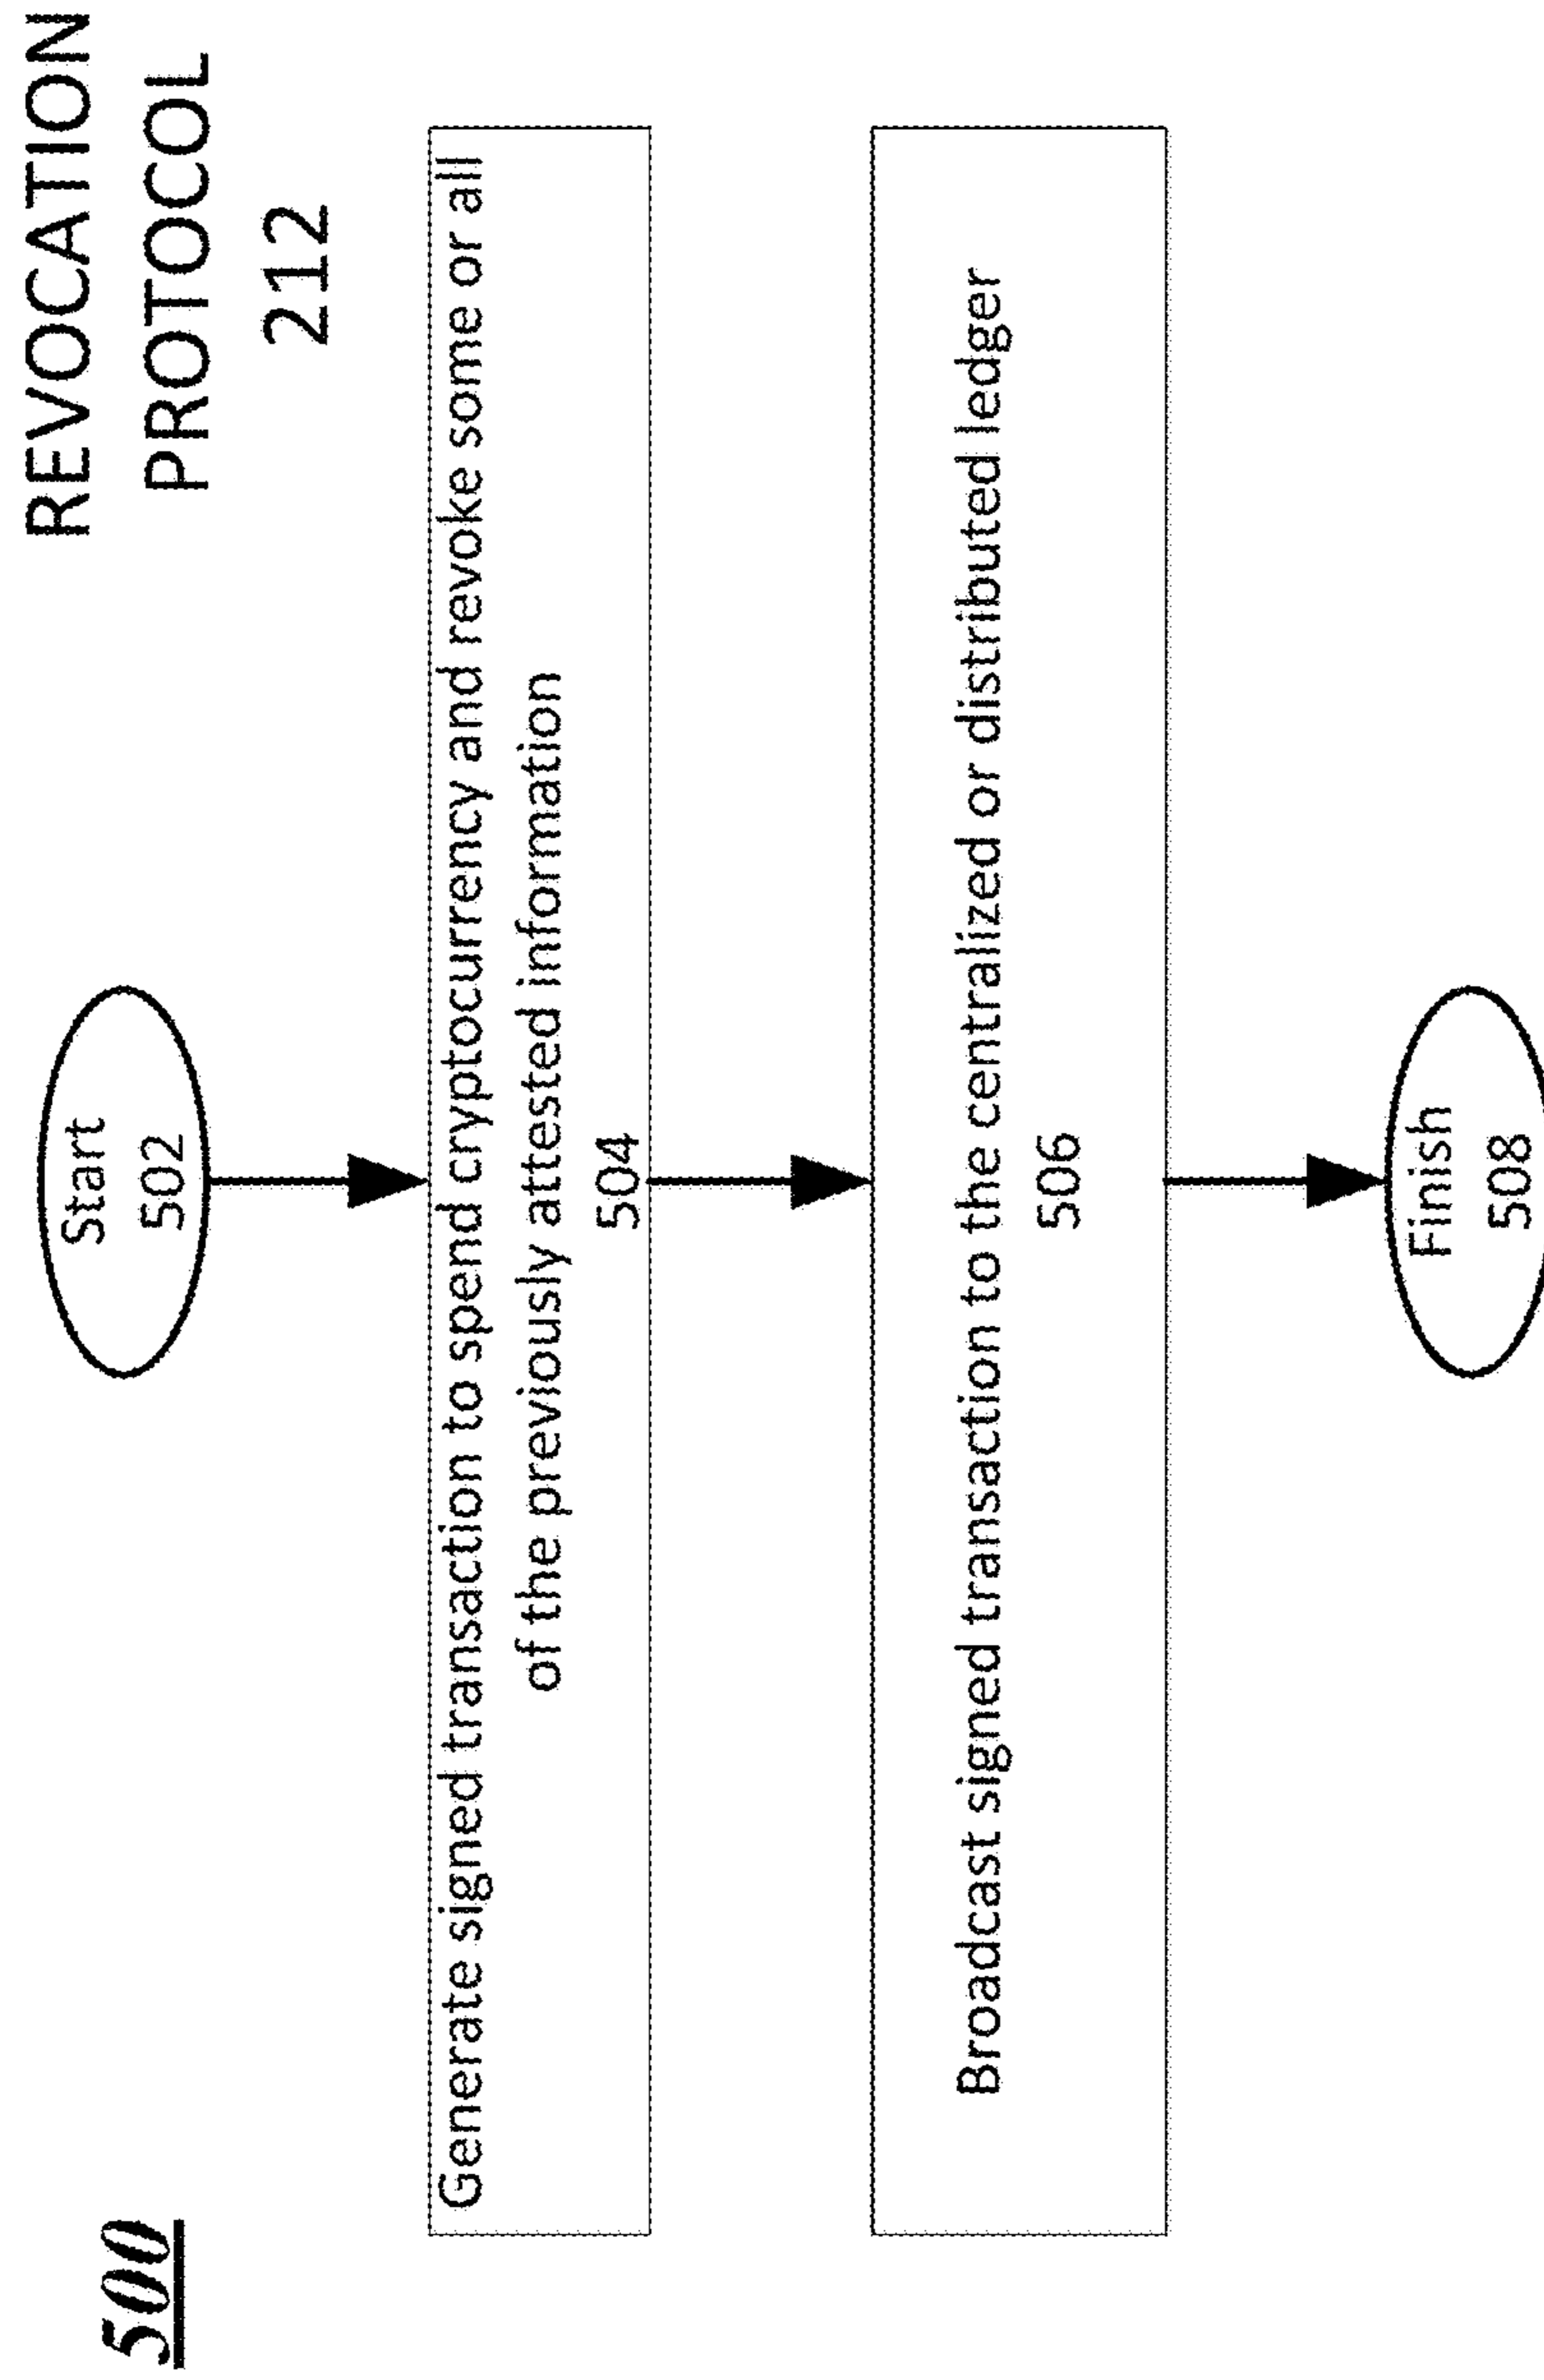 500
REVOCATION
PROTOCOL
212
Start
502
Generate signed transaction to spend cryptocurrency and revoke some or all
of the previously attested information
504
Broadcast signed transaction to the centralized or distributed ledger
506
Finish
508